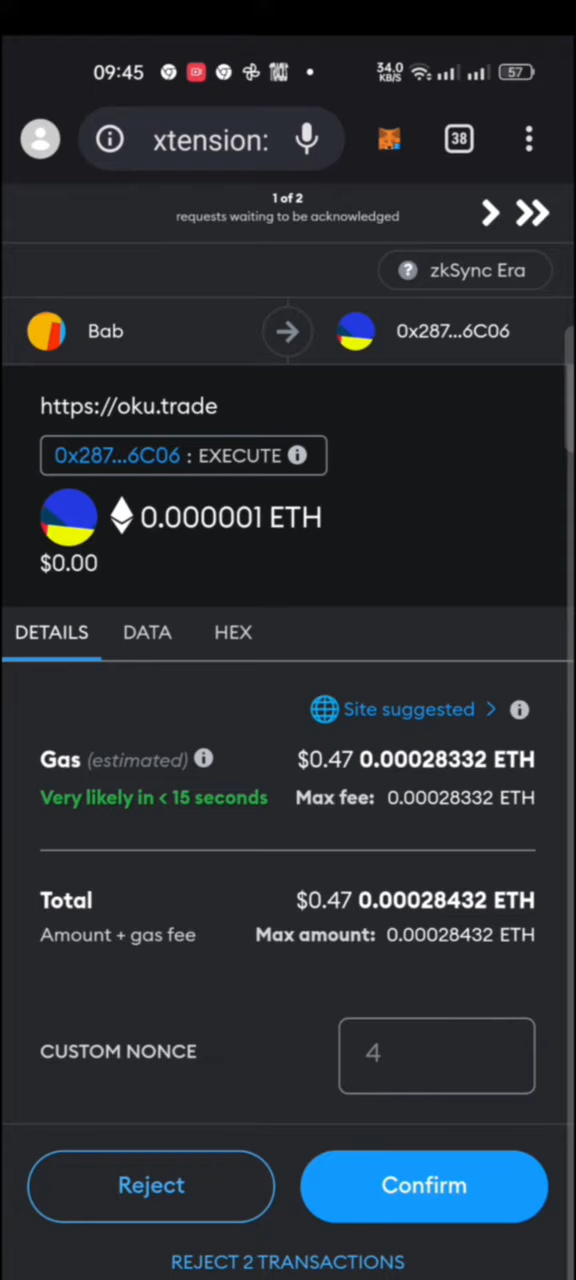 09:45
34.0
KB/S
57
xtension:
38
1 of 2
requests waiting to be acknowledged
? zkSync Era
Bab
0x287...6C06
https://oku.trade
0x287...6C06 : EXECUTE
0.000001 ETH
$0.00
DETAILS DATA HEX
Site suggested >
Gas (estimated) $0.47 0.00028332 ETH
Very likely in < 15 seconds Max fee: 0.00028332 ETH
Total $0.47 0.00028432 ETH
Amount + gas fee Max amount: 0.00028432 ETH
CUSTOM NONCE 4
Reject Confirm
REJECT 2 TRANSACTIONS